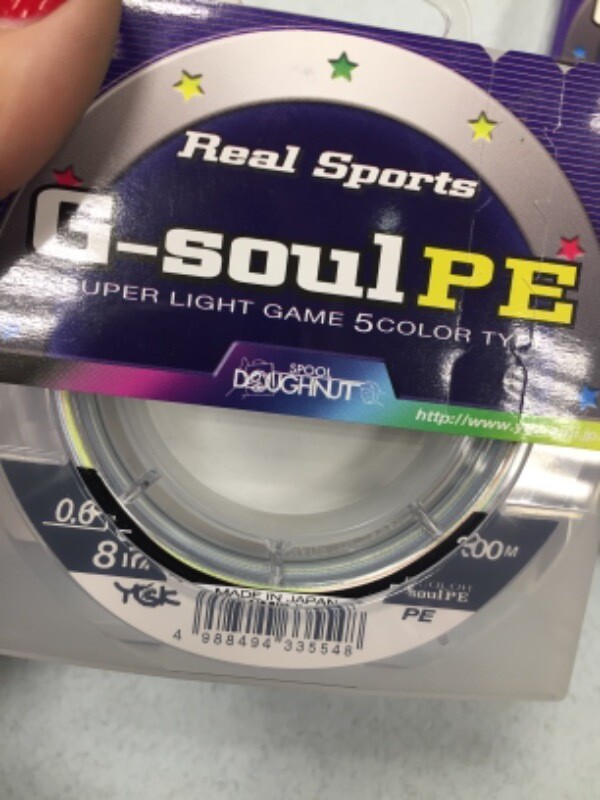 Real Sports
G-soul PE
SUPER LIGHT GAME 5COLOR TYPE
SPOOL
DOUGHNUT
http://www.
0.6
8
200M
YGK
MADE IN JAPAN
soul PE
PE
4 988494 335548